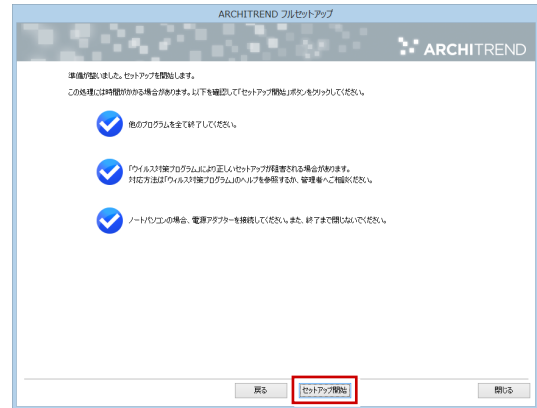 ARCHITREND フルセットアップ
ARCHITREND
準備が整いました。セットアップを開始します。
この処理には時間がかかる場合があります。以下を確認して「セットアップ開始」ボタンをクリックしてください。
他のプログラムを全て終了してください。
「ウイルス対策プログラム」により正しいセットアップが阻害される場合があります。
対応方法は「ウィルス対策プログラム」のヘルプを参照するか、管理者へご相談ください。
ノートパソコンの場合、電源アダプターを接続してください。また、終了まで閉じないでください。
戻る
セットアップ開始
閉じる